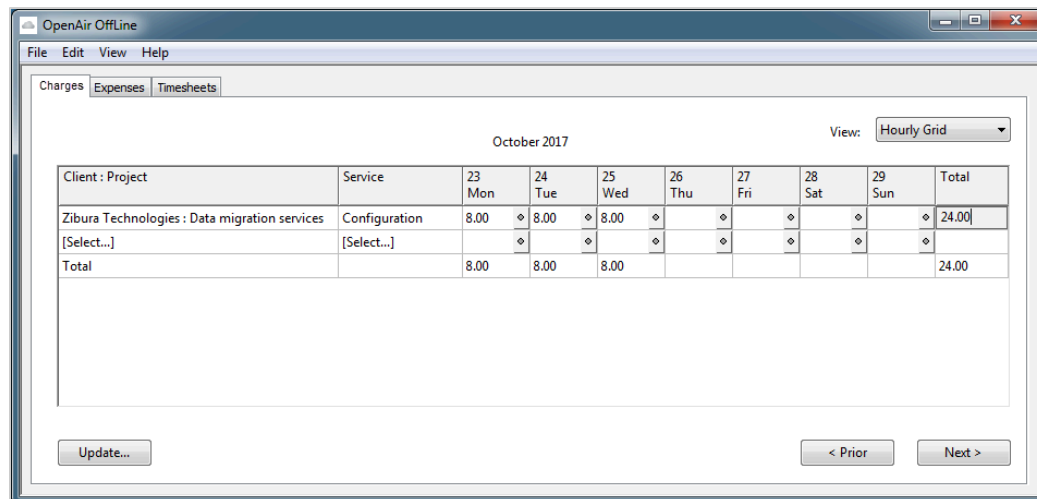 OpenAir OffLine
File Edit View Help
Charges Expenses Timesheets
View: Hourly Grid
October 2017
Client : Project Service 23 Mon 24 Tue 25 Wed 26 Thu 27 Fri 28 Sat 29 Sun Total
Zibura Technologies : Data migration services Configuration 8.00 8.00 8.00 24.00
[Select...] [Select...]
Total 8.00 8.00 8.00 24.00
Update... < Prior Next >